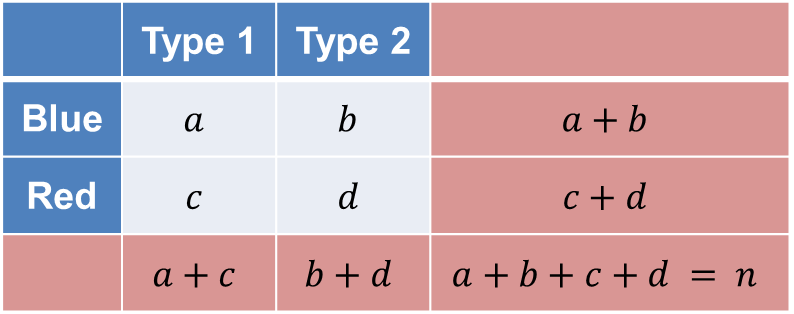 Type 1 Type 2
Blue a b a + b
Red c d c + d
a + c b + d a + b + c + d = n